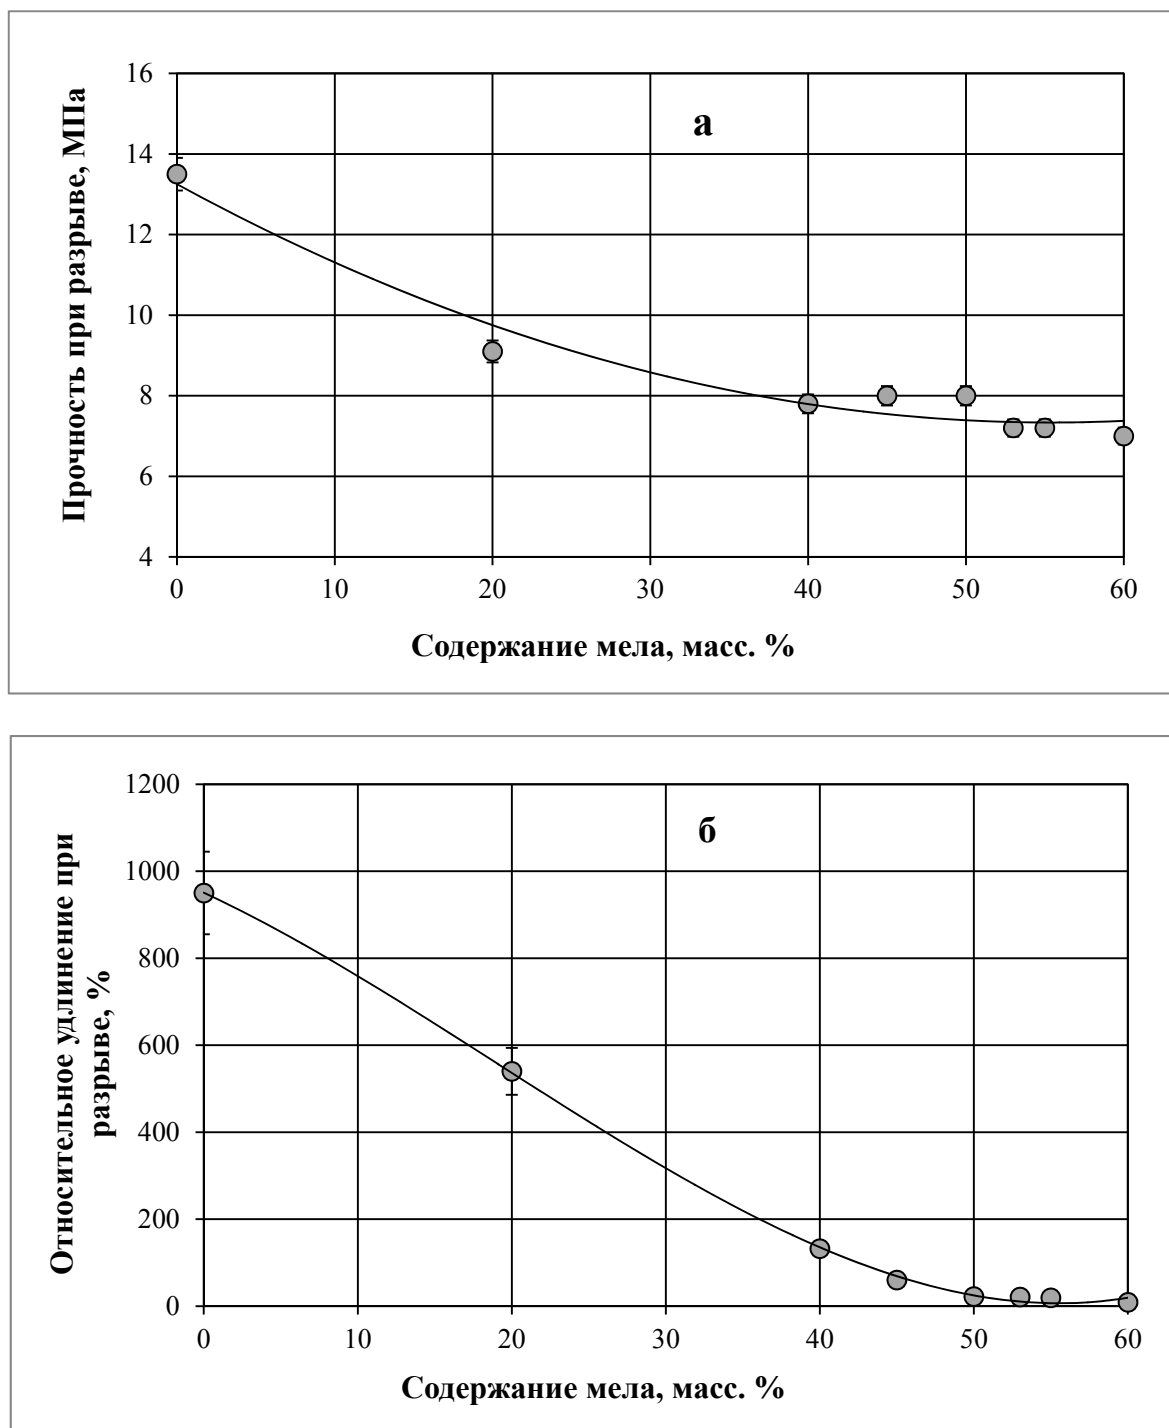 16
14
12
10
8
6
4
Прочность при разрыве, МПа
а
0 10 20 30 40 50 60
Содержание мела, масс. %
1200
1000
800
600
400
200
0
Относительное удлинение при
разрыве, %
б
0 10 20 30 40 50 60
Содержание мела, масс. %